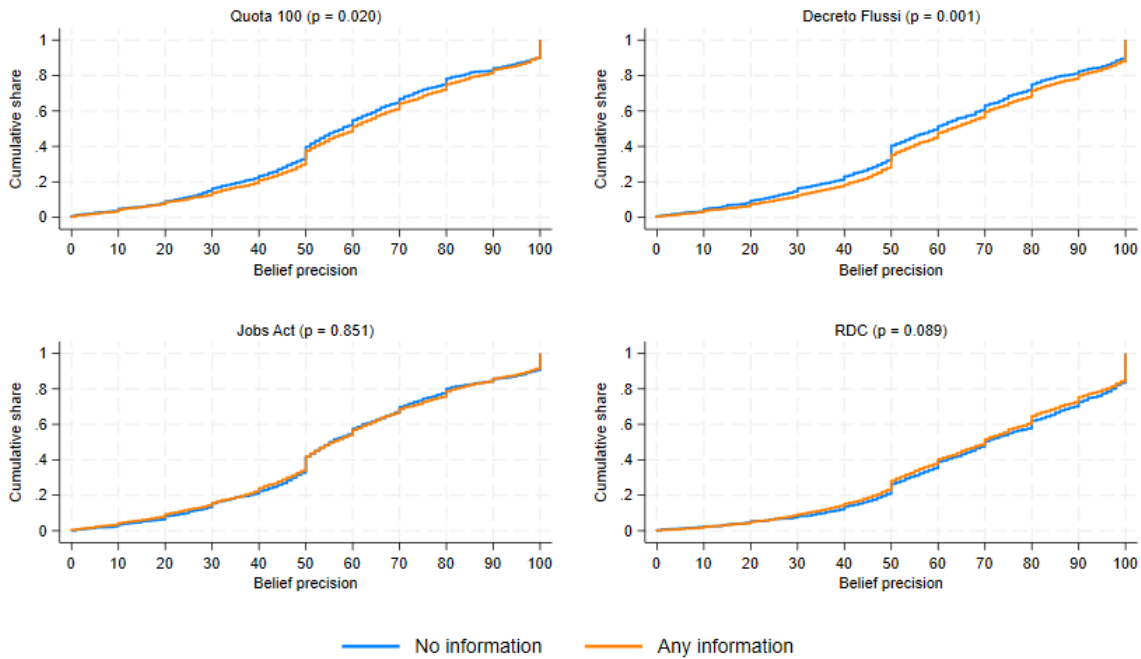 Quota 100 (p = 0.020)
Cumulative share
1
.8
.6
.4
.2
0
0 10 20 30 40 50 60 70 80 90 100
Belief precision
Decreto Flussi (p = 0.001)
Cumulative share
1
.8
.6
.4
.2
0
0 10 20 30 40 50 60 70 80 90 100
Belief precision
Jobs Act (p = 0.851)
Cumulative share
1
.8
.6
.4
.2
0
0 10 20 30 40 50 60 70 80 90 100
Belief precision
RDC (p = 0.089)
Cumulative share
1
.8
.6
.4
.2
0
0 10 20 30 40 50 60 70 80 90 100
Belief precision
No information Any information